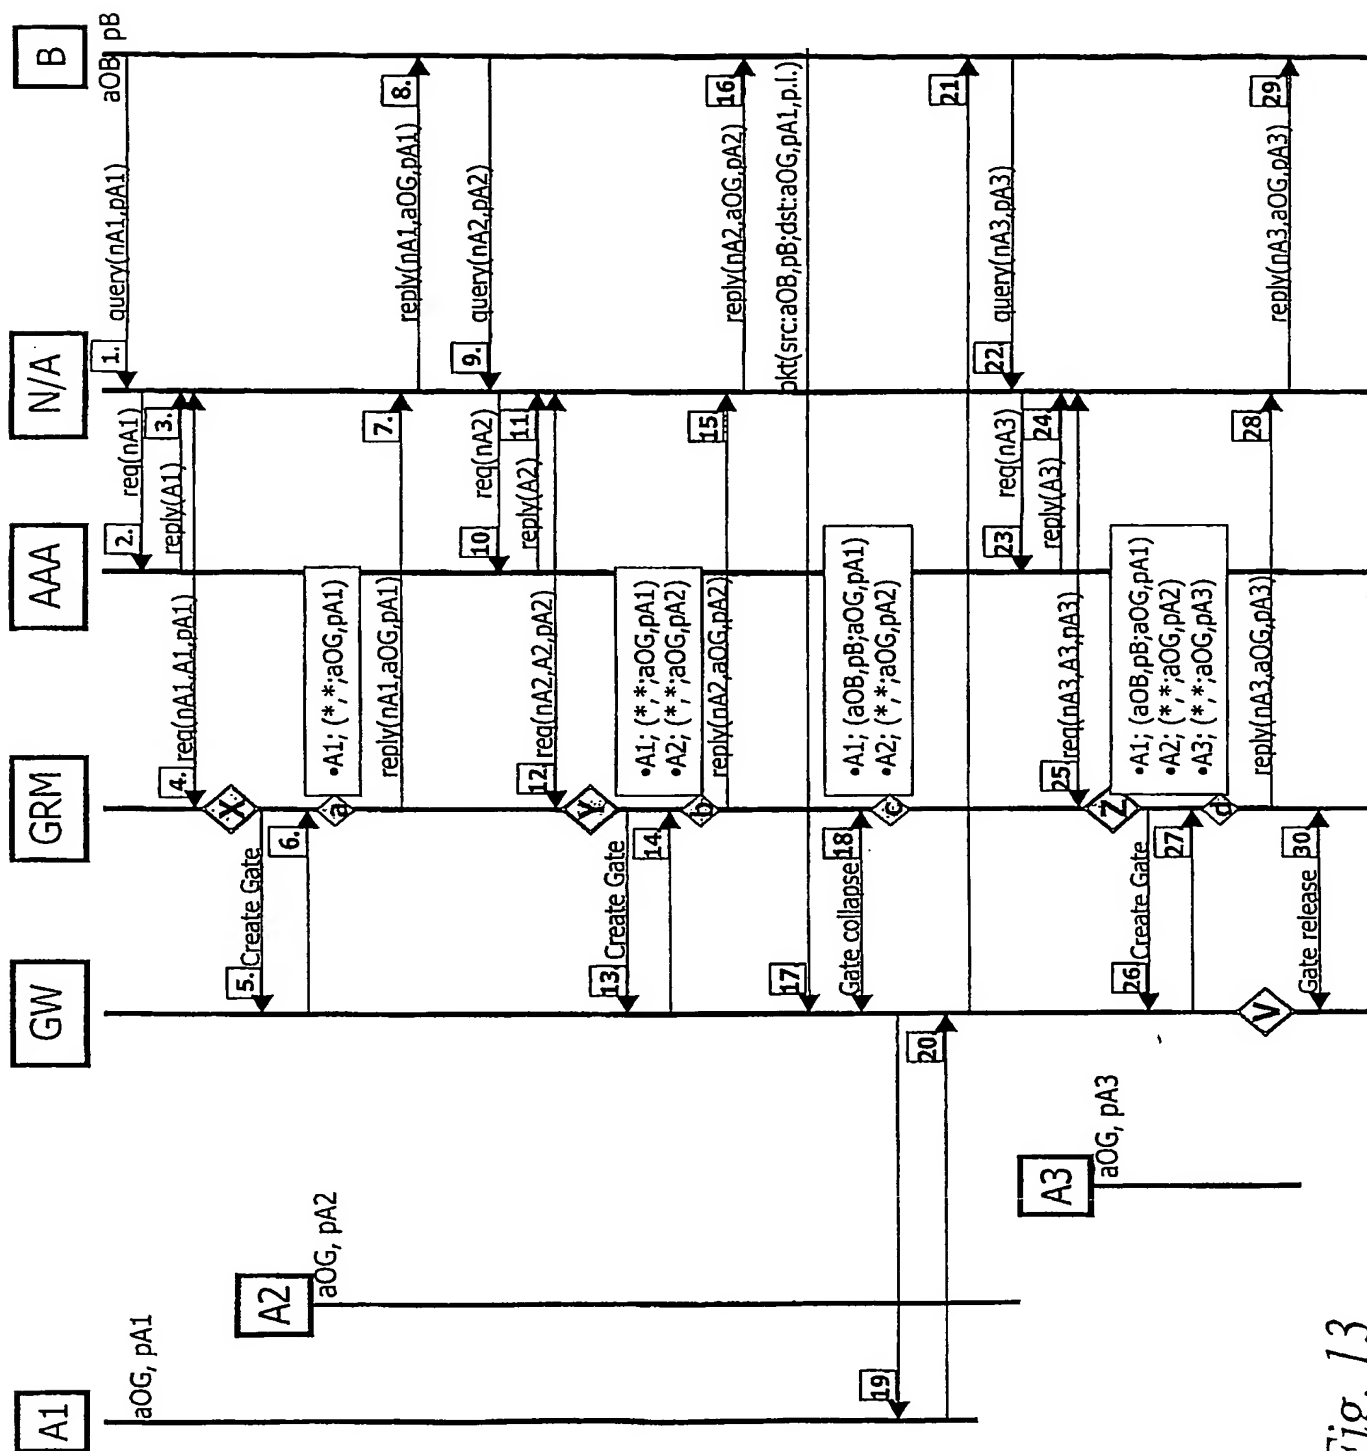 A1
A2
A3
GW
GRM
AAA
N/A
B
aOG, pA1
aOG, pA2
aOG, pA3
aOB, pB
1. query(nA1,pA1)
2. req(nA1)
3. reply(A1)
4. req(nA1,A1,pA1)
X
5. Create Gate
6.
a
•A1; (*,*;aOG,pA1)
7. reply(nA1,aOG,pA1)
8. reply(nA1,aOG,pA1)
9. query(nA2,pA2)
10 req(nA2)
11 reply(A2)
12 req(nA2,A2,pA2)
Y
13 Create Gate
14
b
•A1; (*,*;aOG,pA1)
•A2; (*,*;aOG,pA2)
15 reply(nA2,aOG,pA2)
16 reply(nA2,aOG,pA2)
17 pkt(src:aOB,pB;dst:aOG,pA1,p.l.)
18 Gate collapse
c
•A1; (aOB,pB;aOG,pA1)
•A2; (*,*;aOG,pA2)
19
20
21
22 query(nA3,pA3)
23 req(nA3)
24 reply(A3)
25 req(nA3,A3,pA3)
Z
26 Create Gate
27
d
•A1; (aOB,pB;aOG,pA1)
•A2; (*,*;aOG,pA2)
•A3; (*,*;aOG,pA3)
28 reply(nA3,aOG,pA3)
29 reply(nA3,aOG,pA3)
V
30 Gate release
Fig. 13